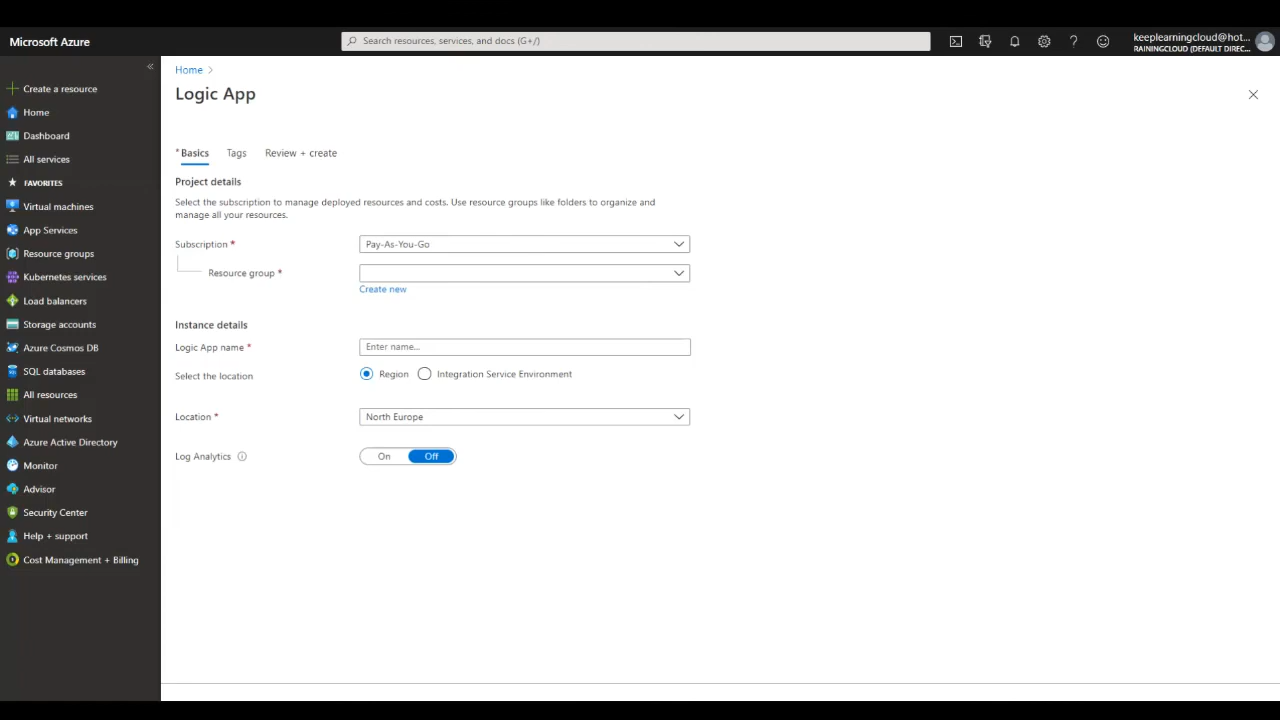 Microsoft Azure
Search resources, services, and docs (G+/)
keeplearningcloud@hot...
RAININGCLOUD (DEFAULT DIREC...
«
Create a resource
Home
Dashboard
All services
FAVORITES
Virtual machines
App Services
Resource groups
Kubernetes services
Load balancers
Storage accounts
Azure Cosmos DB
SQL databases
All resources
Virtual networks
Azure Active Directory
Monitor
Advisor
Security Center
Help + support
Cost Management + Billing
Home >
Logic App
* Basics Tags Review + create
Project details
Select the subscription to manage deployed resources and costs. Use resource groups like folders to organize and
manage all your resources.
Subscription * Pay-As-You-Go
Resource group *
Create new
Instance details
Logic App name * Enter name...
Select the location Region Integration Service Environment
Location * North Europe
Log Analytics On Off